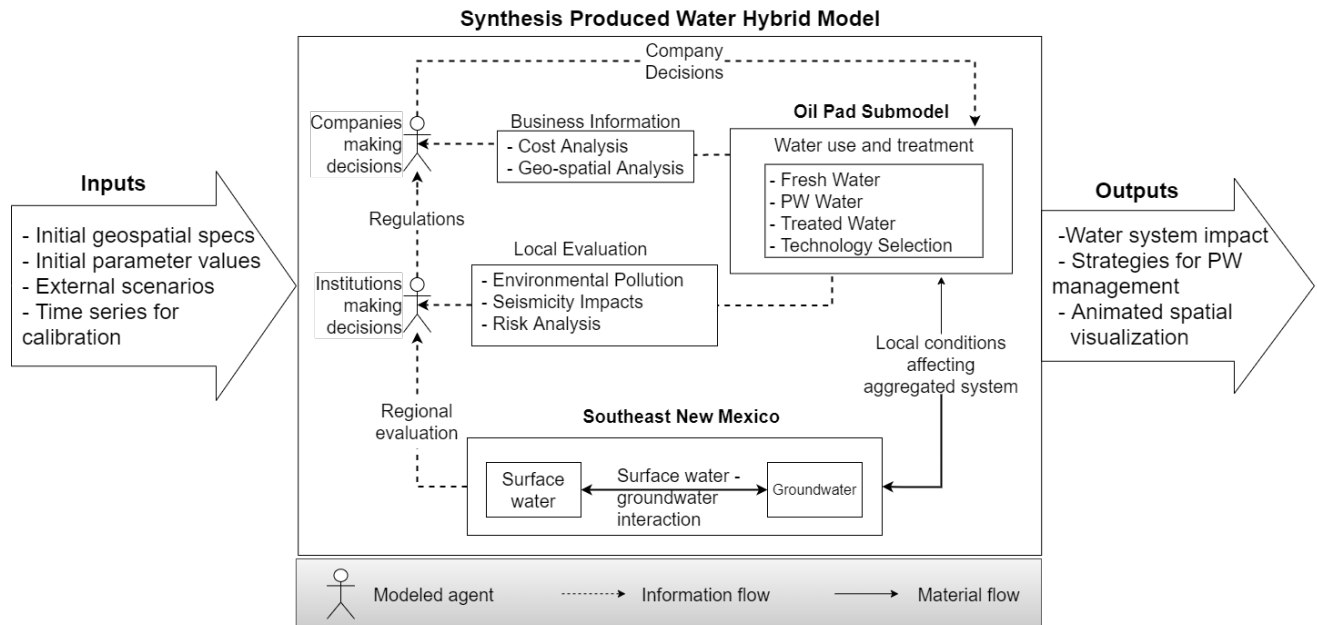 Synthesis Produced Water Hybrid Model
Inputs
- Initial geospatial specs
- Initial parameter values
- External scenarios
- Time series for
calibration
Company
Decisions
Companies
making
decisions
Business Information
- Cost Analysis
- Geo-spatial Analysis
Oil Pad Submodel
Water use and treatment
- Fresh Water
- PW Water
- Treated Water
- Technology Selection
Regulations
Institutions
making
decisions
Local Evaluation
- Environmental Pollution
- Seismicity Impacts
- Risk Analysis
Local conditions
affecting
aggregated system
Regional
evaluation
Southeast New Mexico
Surface
water
Surface water -
groundwater
interaction
Groundwater
Outputs
-Water system impact
- Strategies for PW
management
- Animated spatial
visualization
Modeled agent
Information flow
Material flow